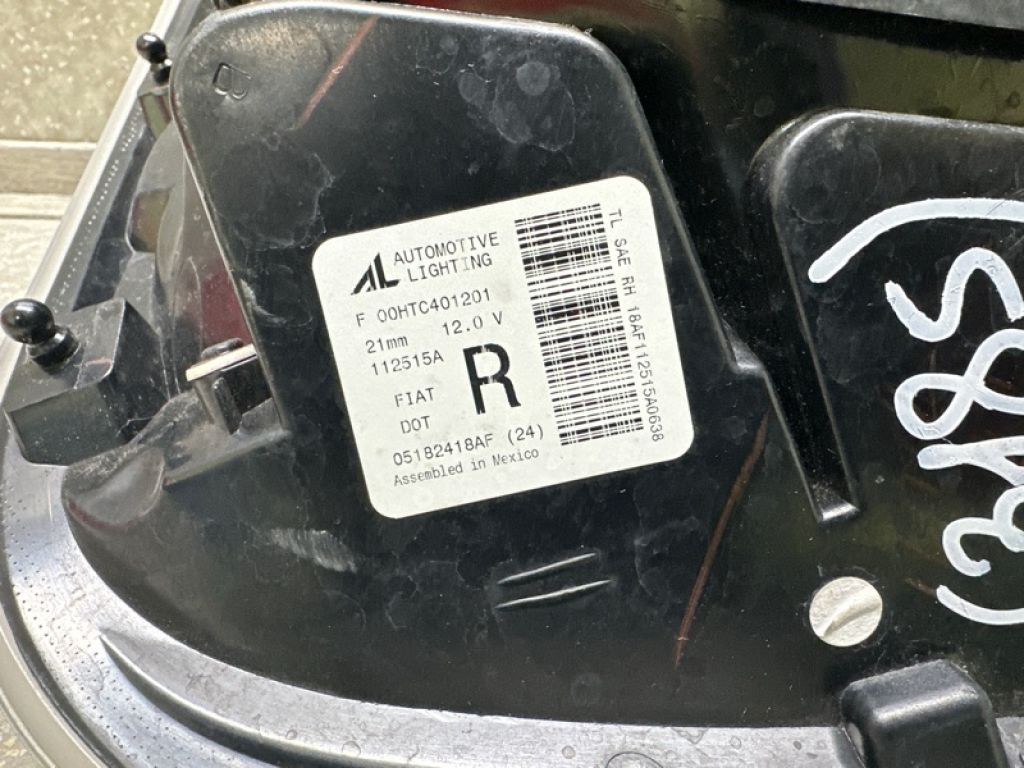 B
AL AUTOMOTIVE
LIGHTING
F 00HTC401201
21mm 12.0 V
112515A
FIAT
R
DOT
05182418AF (24)
Assembled in Mexico
TL SAE RH 18AF112515A0638
(3185)